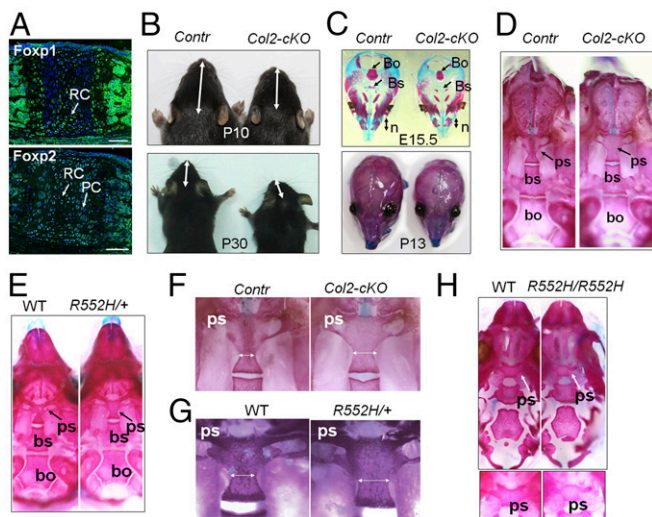 A
Foxp1
RC
Foxp2
RC
PC
B
Contr Col2-cKO
P10
P30
C
Contr Col2-cKO
Bo Bo
Bs Bs
n n
E15.5
P13
D
Contr Col2-cKO
ps ps
bs bs
bo bo
E
WT R552H/+
ps ps
bs bs
bo bo
F
Contr Col2-cKO
ps
G
WT R552H/+
ps
H
WT R552H/R552H
ps ps
ps ps